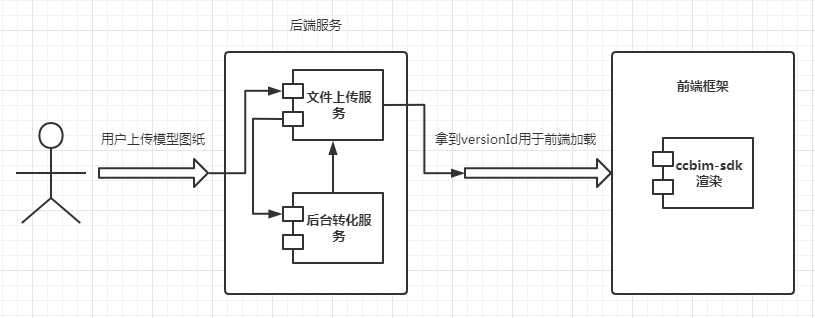 后端服务
文件上传服
务
用户上传模型图纸
后台转化服
务
拿到versionId用于前端加载
前端框架
ccbim-sdk
渲染